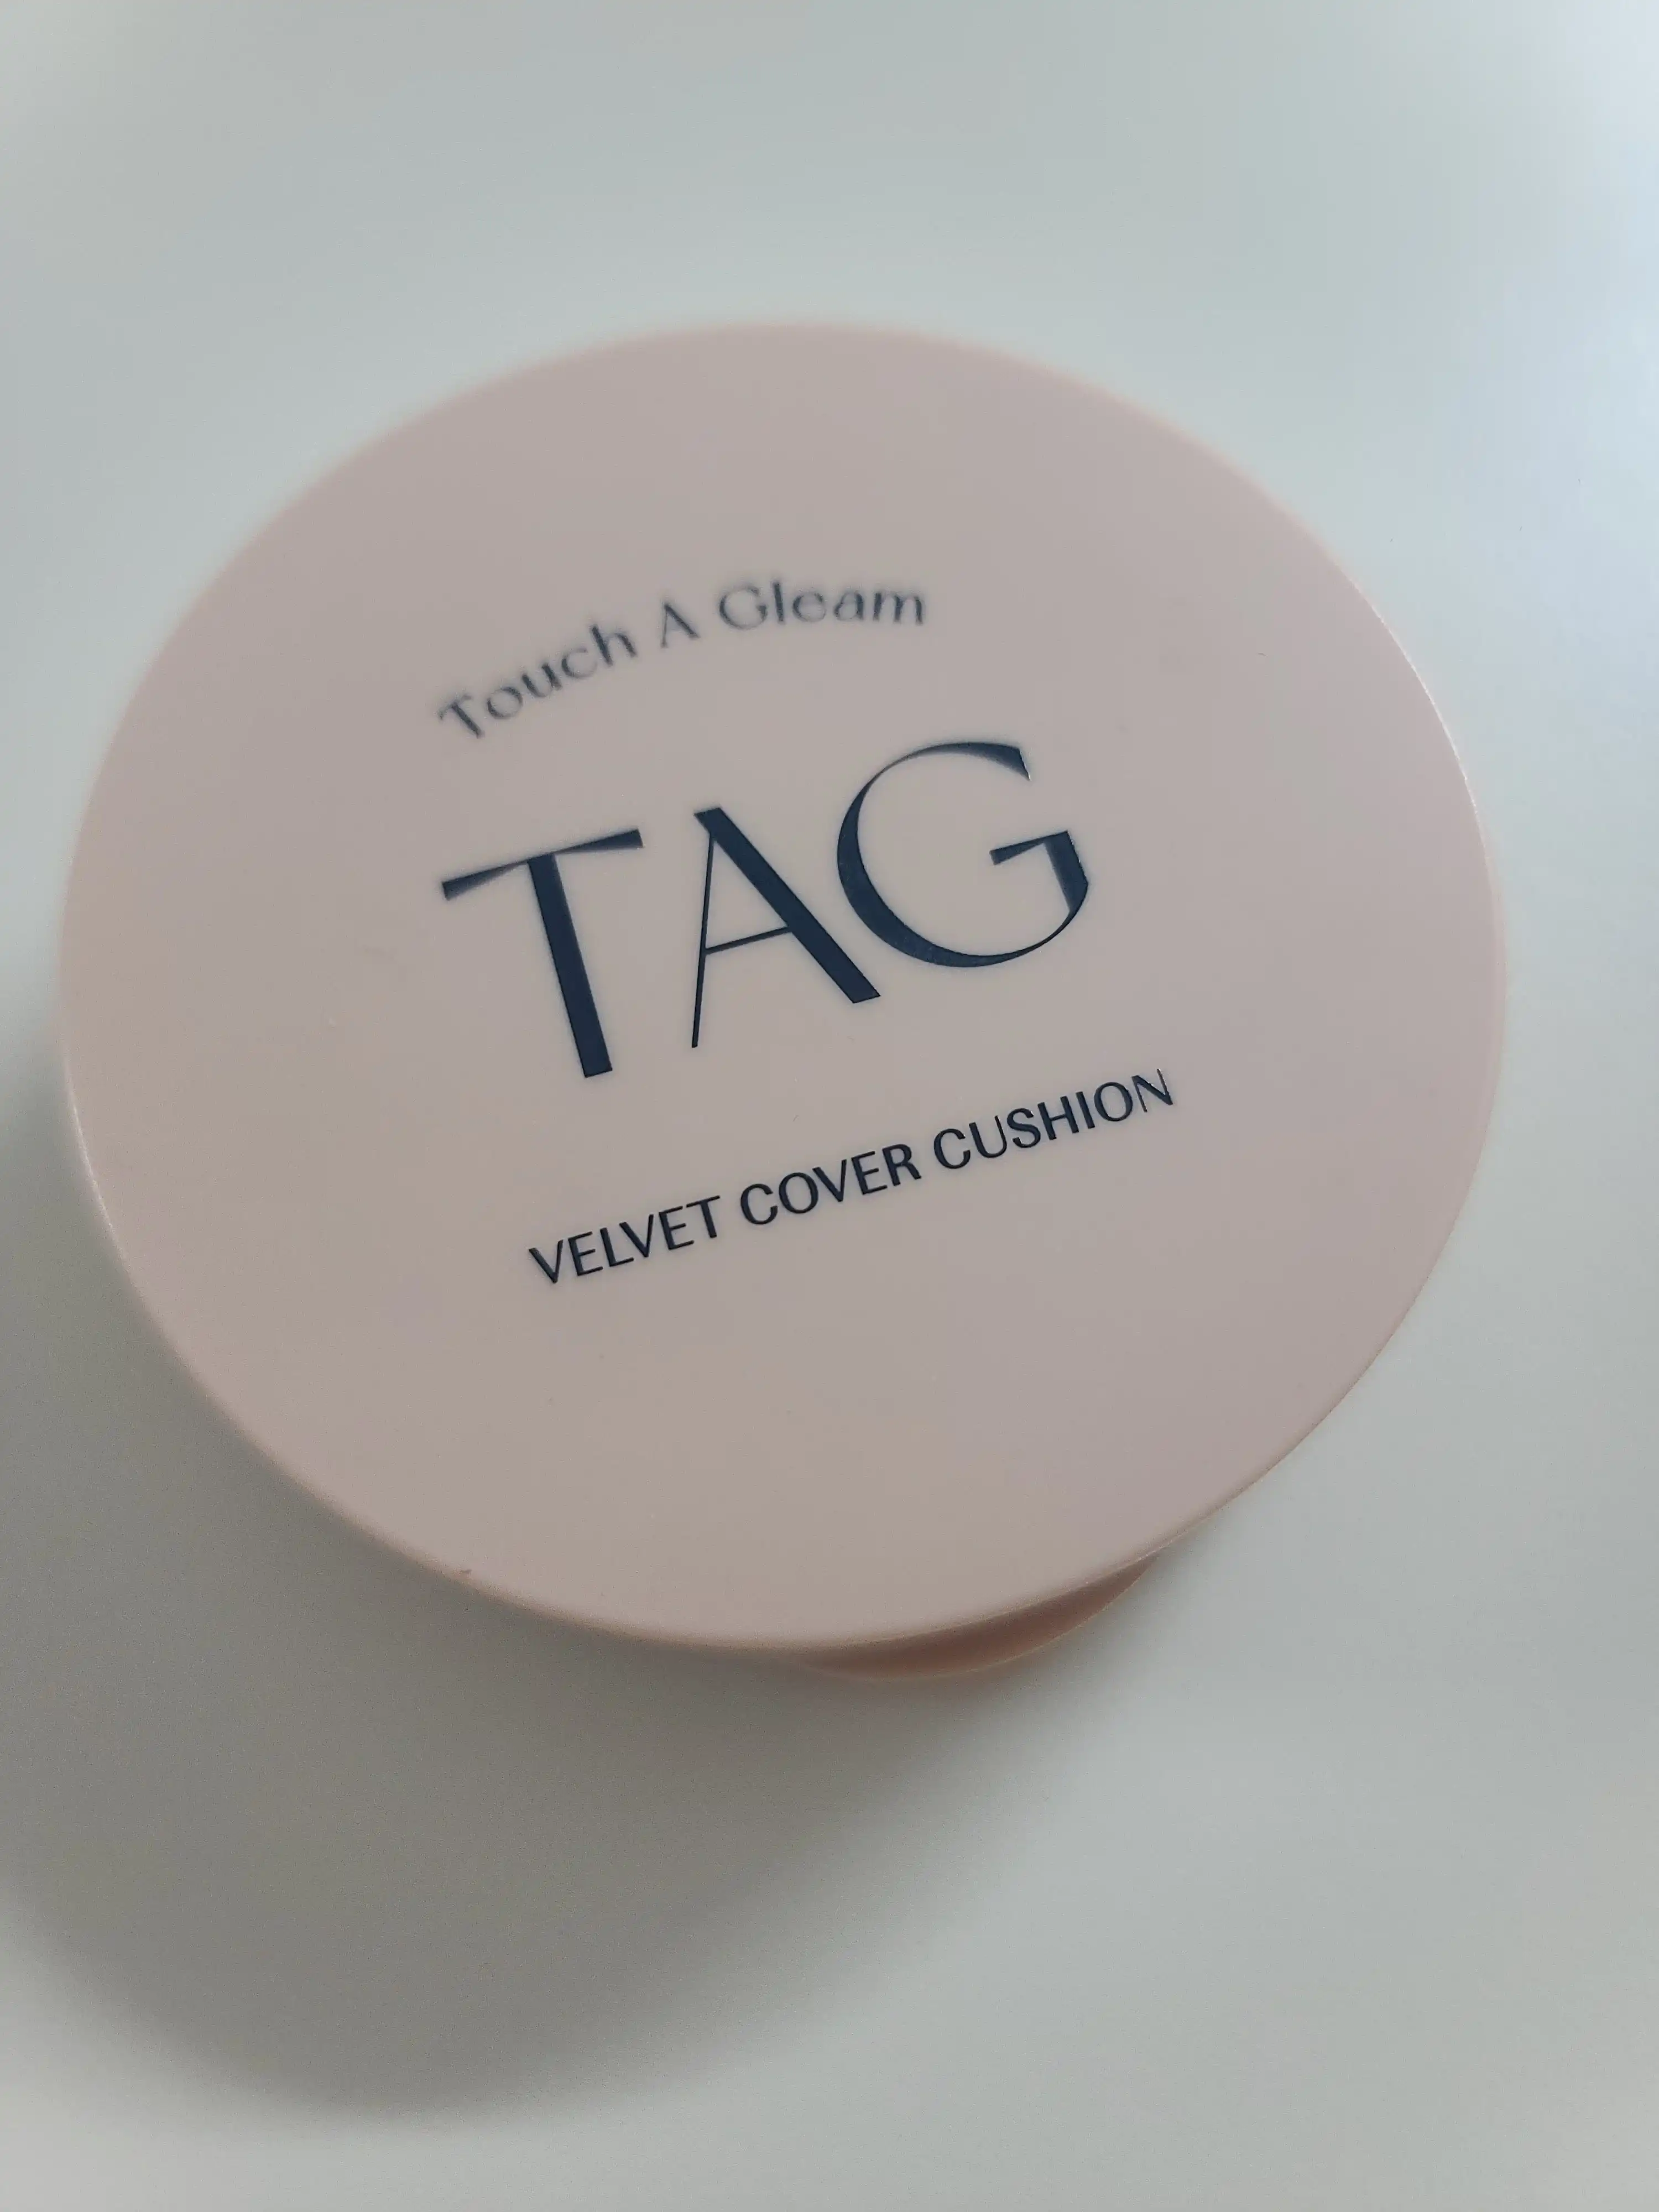 Touch A Gleam
TAG
VELVET COVER CUSHION